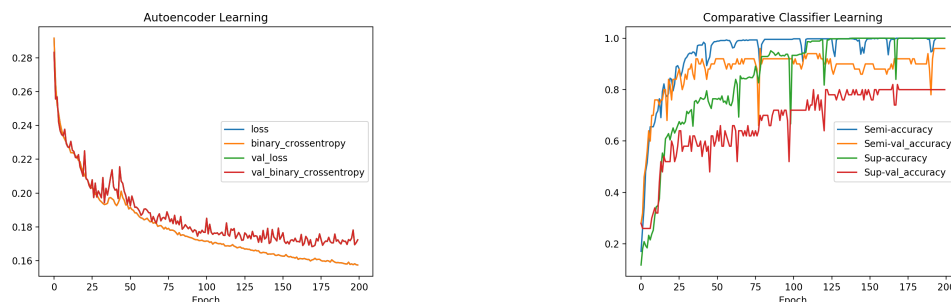 Autoencoder Learning
0.28
0.26
0.24
0.22
0.20
0.18
0.16
loss
binary_crossentropy
val_loss
val_binary_crossentropy
0 25 50 75 100 125 150 175 200
Epoch
Comparative Classifier Learning
1.0
0.8
0.6
0.4
0.2
Semi-accuracy
Semi-val_accuracy
Sup-accuracy
Sup-val_accuracy
0 25 50 75 100 125 150 175 200
Epoch